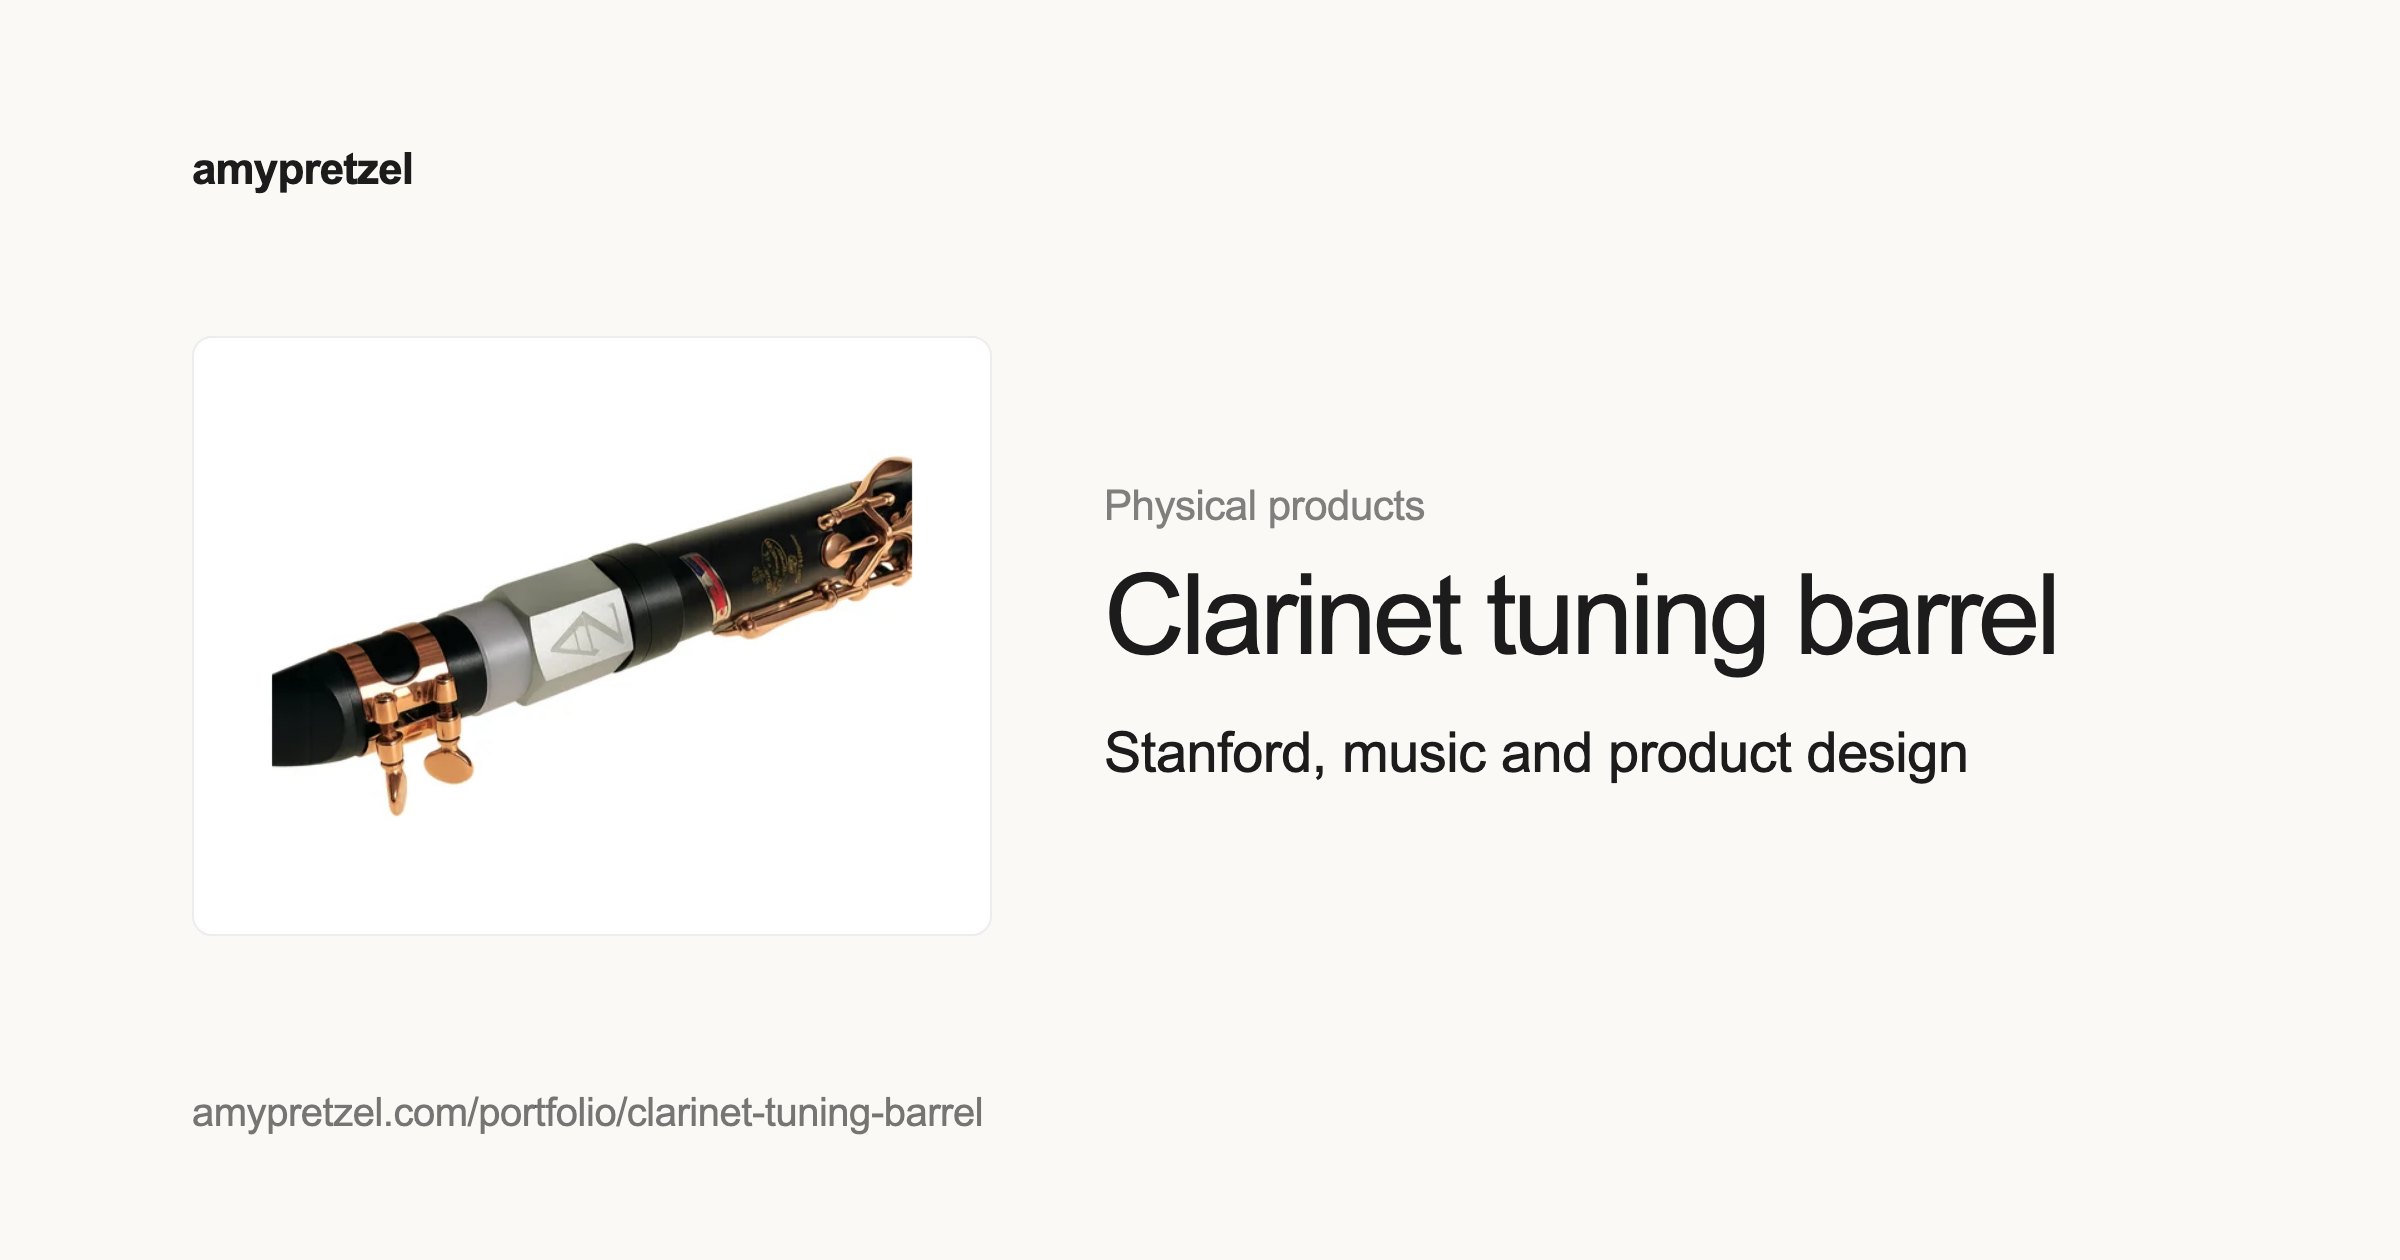 amypretzel
Physical products
Clarinet tuning barrel
Stanford, music and product design
amypretzel.com/portfolio/clarinet-tuning-barrel